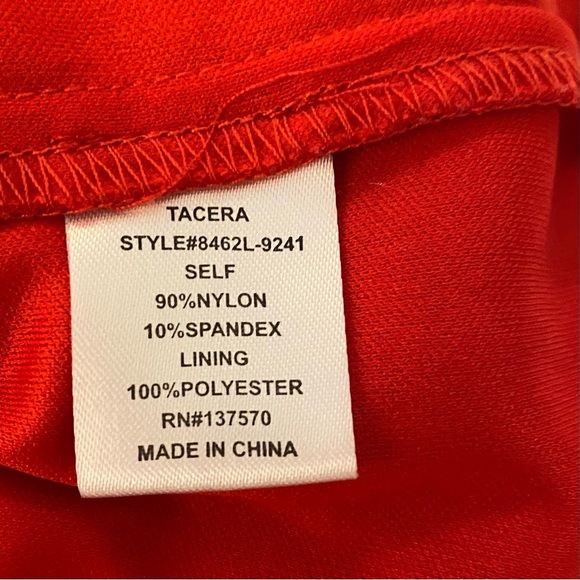 TACERA
STYLE#8462L-9241
SELF
90%NYLON
10%SPANDEX
LINING
100%POLYESTER
RN#137570
MADE IN CHINA